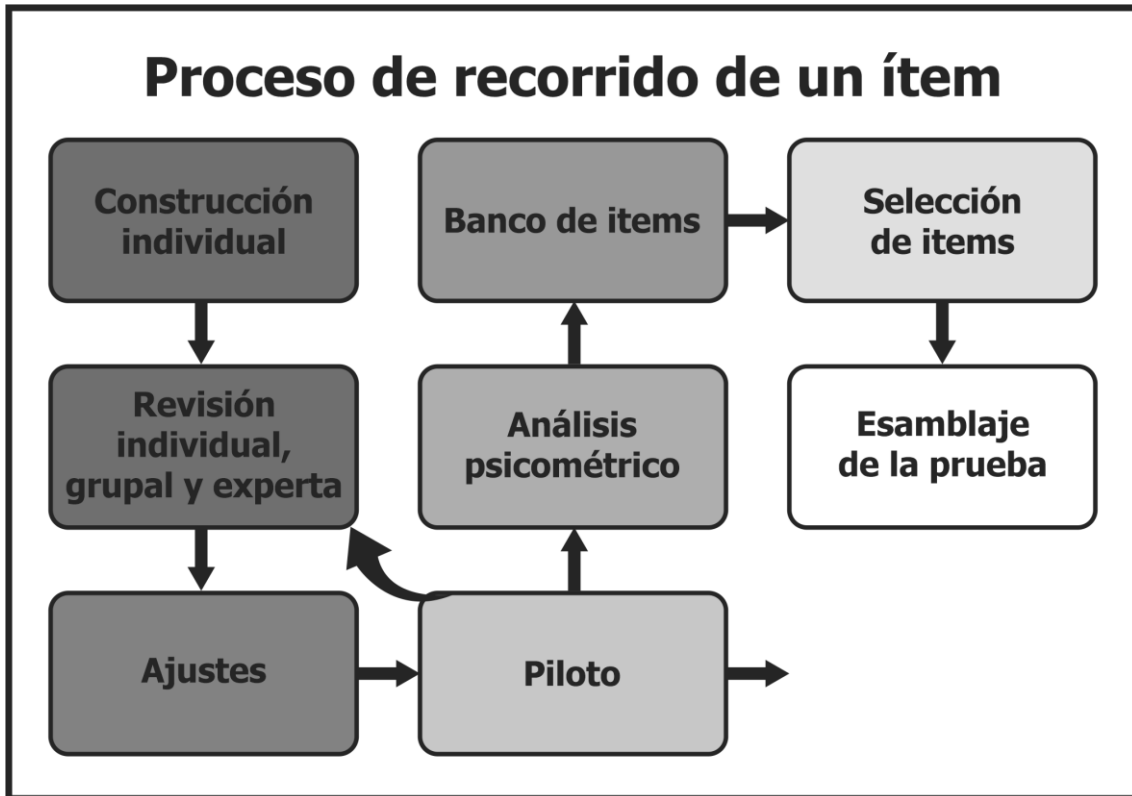 Proceso de recorrido de un ítem
Construcción
individual
Revisión
individual,
grupal y experta
Ajustes
Piloto
Análisis
psicométrico
Banco de items
Selección
de items
Esamblaje
de la prueba